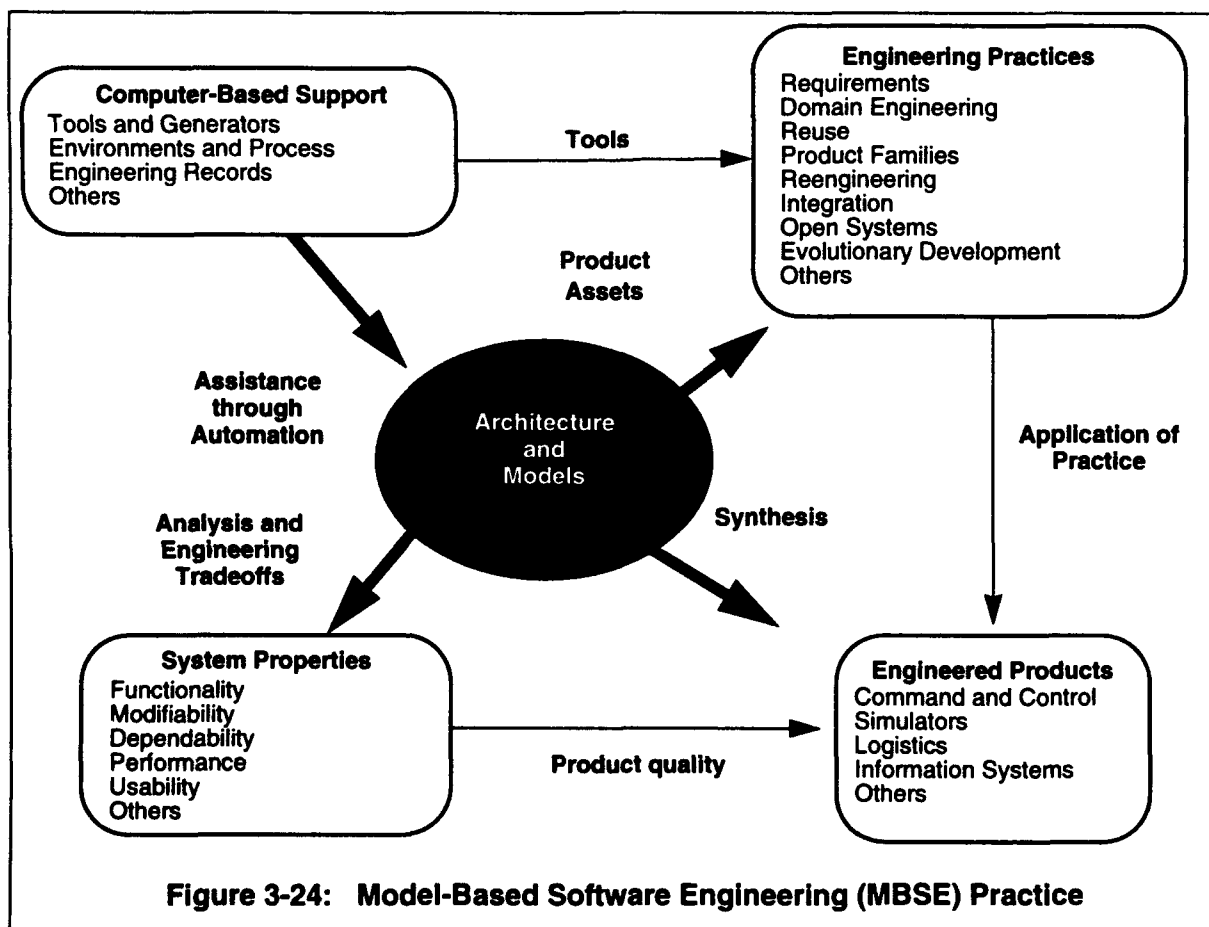 Computer-Based Support
Tools and Generators
Environments and Process
Engineering Records
Others
Tools
Engineering Practices
Requirements
Domain Engineering
Reuse
Product Families
Reengineering
Integration
Open Systems
Evolutionary Development
Others
Product
Assets
Assistance
through
Automation
Architecture
and
Models
Application of
Practice
Analysis and
Engineering
Tradeoffs
Synthesis
System Properties
Functionality
Modifiability
Dependability
Performance
Usability
Others
Product quality
Engineered Products
Command and Control
Simulators
Logistics
Information Systems
Others
Figure 3-24: Model-Based Software Engineering (MBSE) Practice